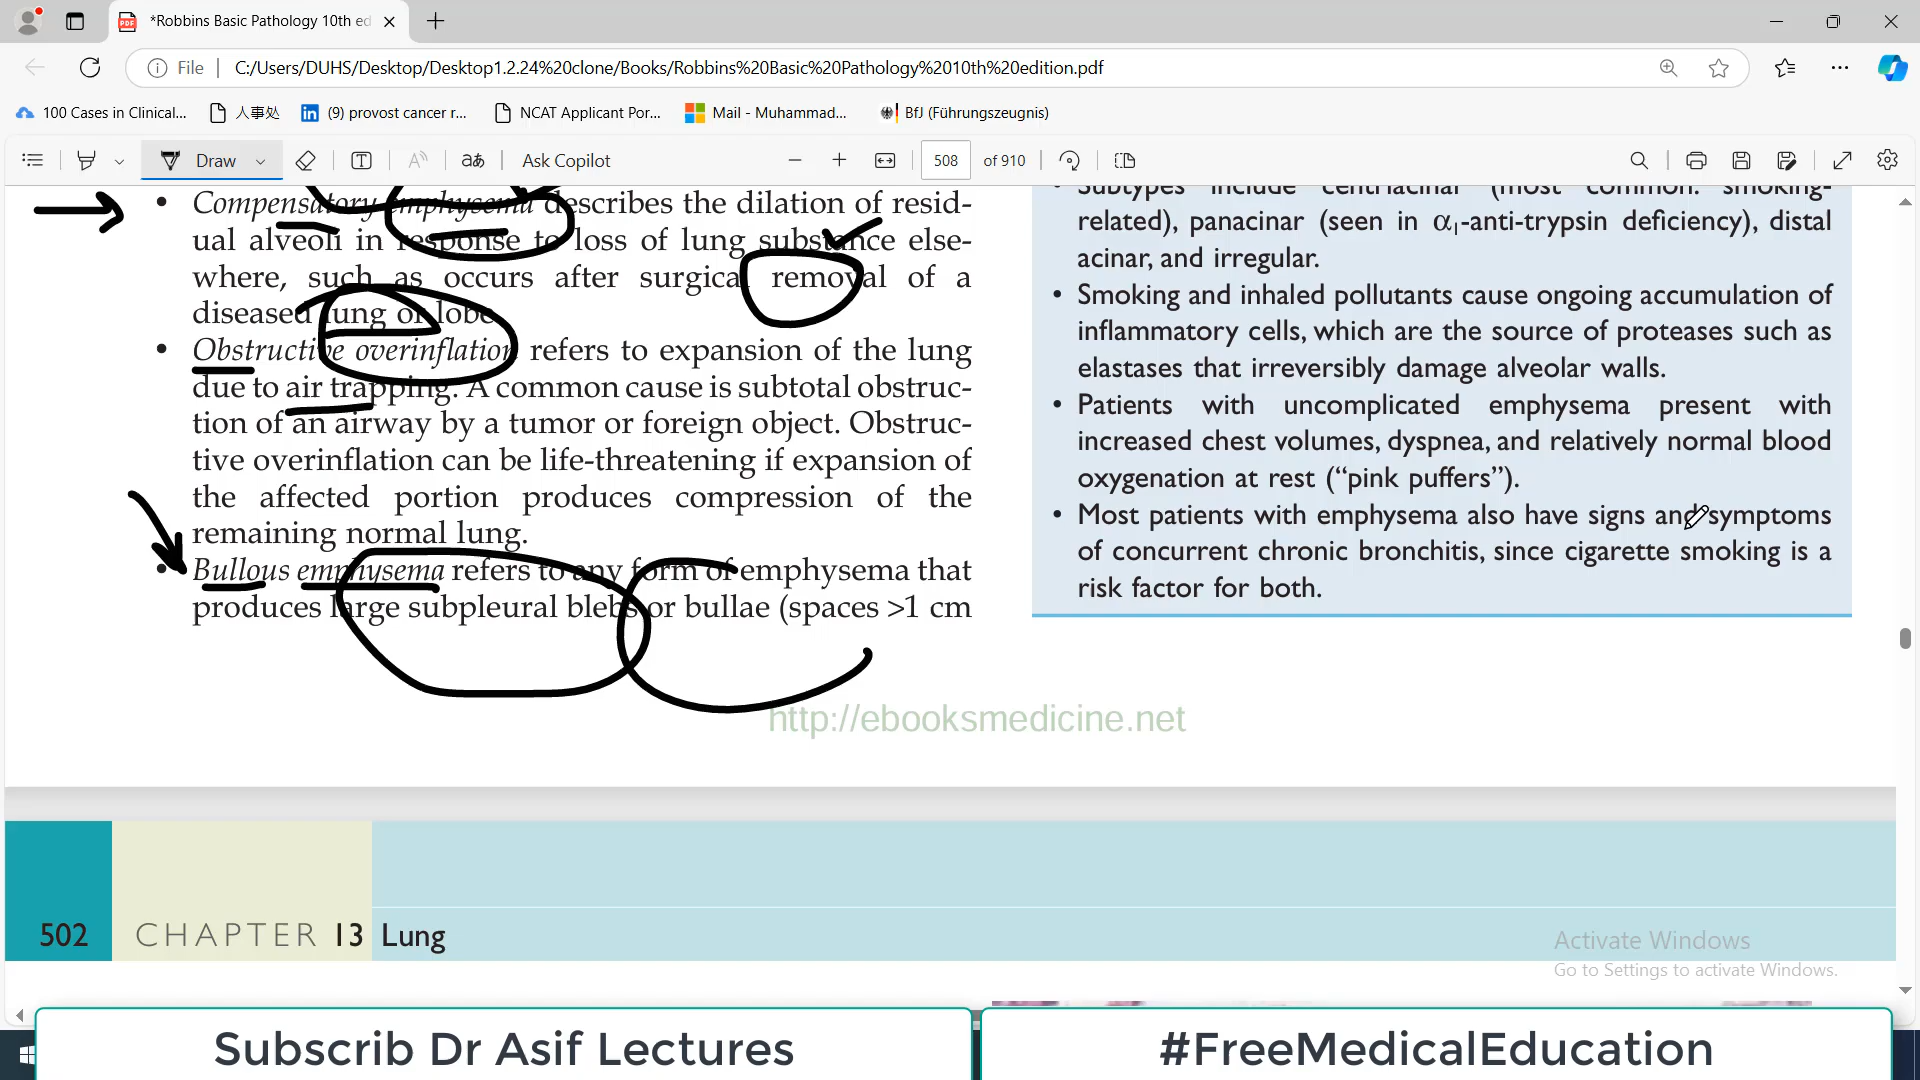 *Robbins Basic Pathology 10th ed
File
C:/Users/DUHS/Desktop/Desktop1.2.24%20clone/Books/Robbins%20Basic%20Pathology%2010th%20edition.pdf
100 Cases in Clinical...
人事处
(9) provost cancer r...
NCAT Applicant Por...
Mail - Muhammad...
BfJ (Führungszeugnis)
Draw
Ask Copilot
508 of 910
• Compensatory emphysema describes the dilation of resid-
ual alveoli in response to loss of lung substance else-
where, such as occurs after surgical removal of a
diseased lung or lobe
• Obstructive overinflation refers to expansion of the lung
due to air trapping. A common cause is subtotal obstruc-
tion of an airway by a tumor or foreign object. Obstruc-
tive overinflation can be life-threatening if expansion of
the affected portion produces compression of the
remaining normal lung.
• Bullous emphysema refers to any form of emphysema that
produces large subpleural blebs or bullae (spaces >1 cm
• Subtypes include centriacinar (most common: smoking-
related), panacinar (seen in α1-anti-trypsin deficiency), distal
acinar, and irregular.
• Smoking and inhaled pollutants cause ongoing accumulation of
inflammatory cells, which are the source of proteases such as
elastases that irreversibly damage alveolar walls.
• Patients with uncomplicated emphysema present with
increased chest volumes, dyspnea, and relatively normal blood
oxygenation at rest (“pink puffers”).
• Most patients with emphysema also have signs and symptoms
of concurrent chronic bronchitis, since cigarette smoking is a
risk factor for both.
http://ebooksmedicine.net
502 CHAPTER 13 Lung
Activate Windows
Go to Settings to activate Windows.
Subscrib Dr Asif Lectures
#FreeMedicalEducation